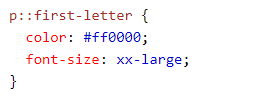 p::first-letter {
  color: #ff0000;
  font-size: xx-large;
}